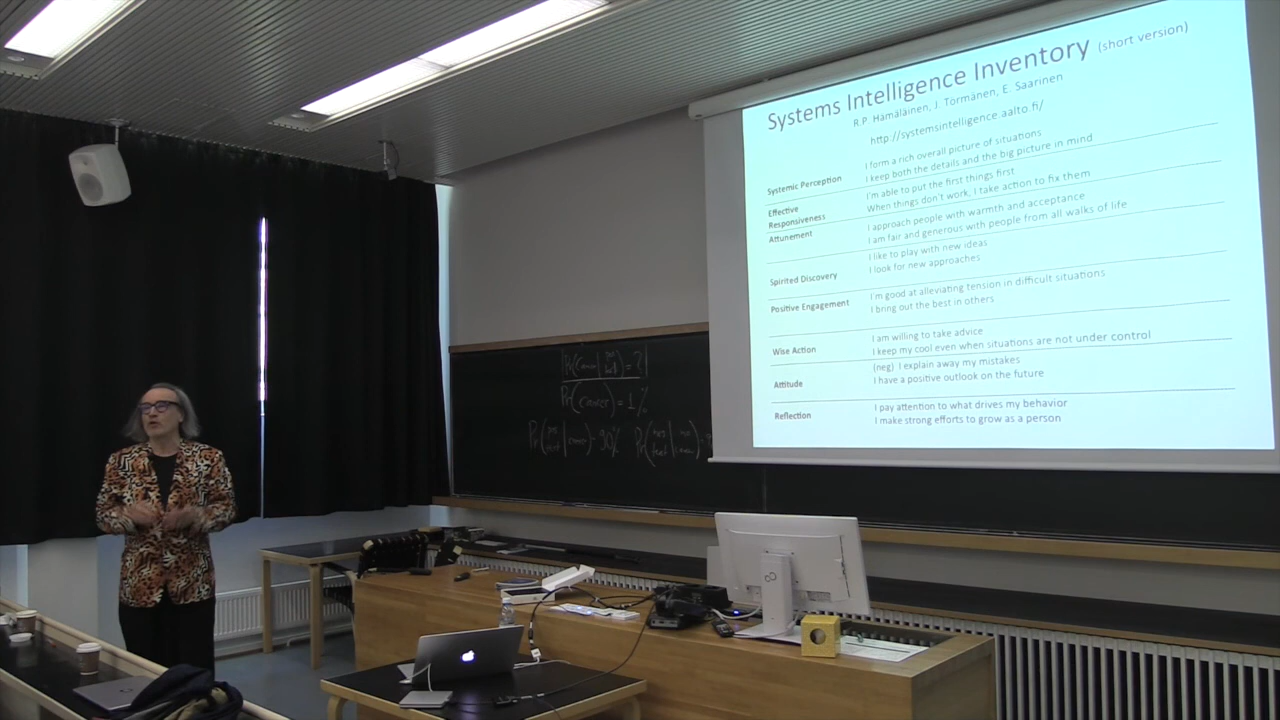 Systems Intelligence Inventory (short version)
R.P. Hämäläinen, J. Törmänen, E. Saarinen
http://systemsintelligence.aalto.fi/
Systemic Perception
I form a rich overall picture of situations
I keep both the details and the big picture in mind
Effective
Responsiveness
I'm able to put the first things first
When things don't work, I take action to fix them
Attunement
I approach people with warmth and acceptance
I am fair and generous with people from all walks of life
Spirited Discovery
I like to play with new ideas
I look for new approaches
Positive Engagement
I m good at alleviating tension in difficult situations
I bring out the best in others
Wise Action
I am willing to take advice
I keep my cool even when situations are not under control
Attitude
(neg) I explain away my mistakes
I have a positive outlook on the future
Reflection
I pay attention to what drives my behavior
I make strong efforts to grow as a person
Pr(cancer) = 1%